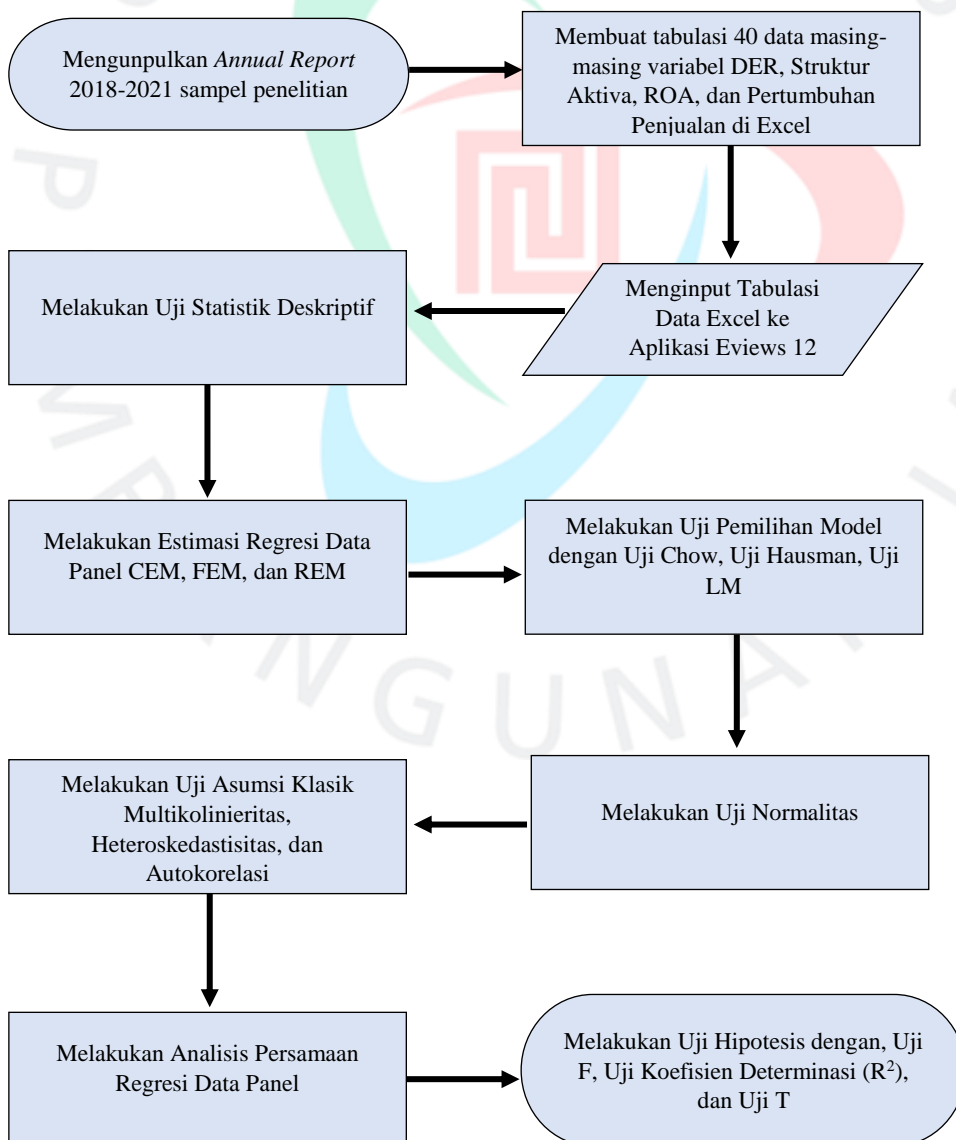 Mengunpulkan Annual Report
2018-2021 sampel penelitian
Membuat tabulasi 40 data masing-
masing variabel DER, Struktur
Aktiva, ROA, dan Pertumbuhan
Penjualan di Excel
Menginput Tabulasi
Data Excel ke
Aplikasi Eviews 12
Melakukan Uji Statistik Deskriptif
Melakukan Estimasi Regresi Data
Panel CEM, FEM, dan REM
Melakukan Uji Pemilihan Model
dengan Uji Chow, Uji Hausman, Uji
LM
Melakukan Uji Normalitas
Melakukan Uji Asumsi Klasik
Multikolinieritas,
Heteroskedastisitas, dan
Autokorelasi
Melakukan Analisis Persamaan
Regresi Data Panel
Melakukan Uji Hipotesis dengan, Uji
F, Uji Koefisien Determinasi (R²),
dan Uji T